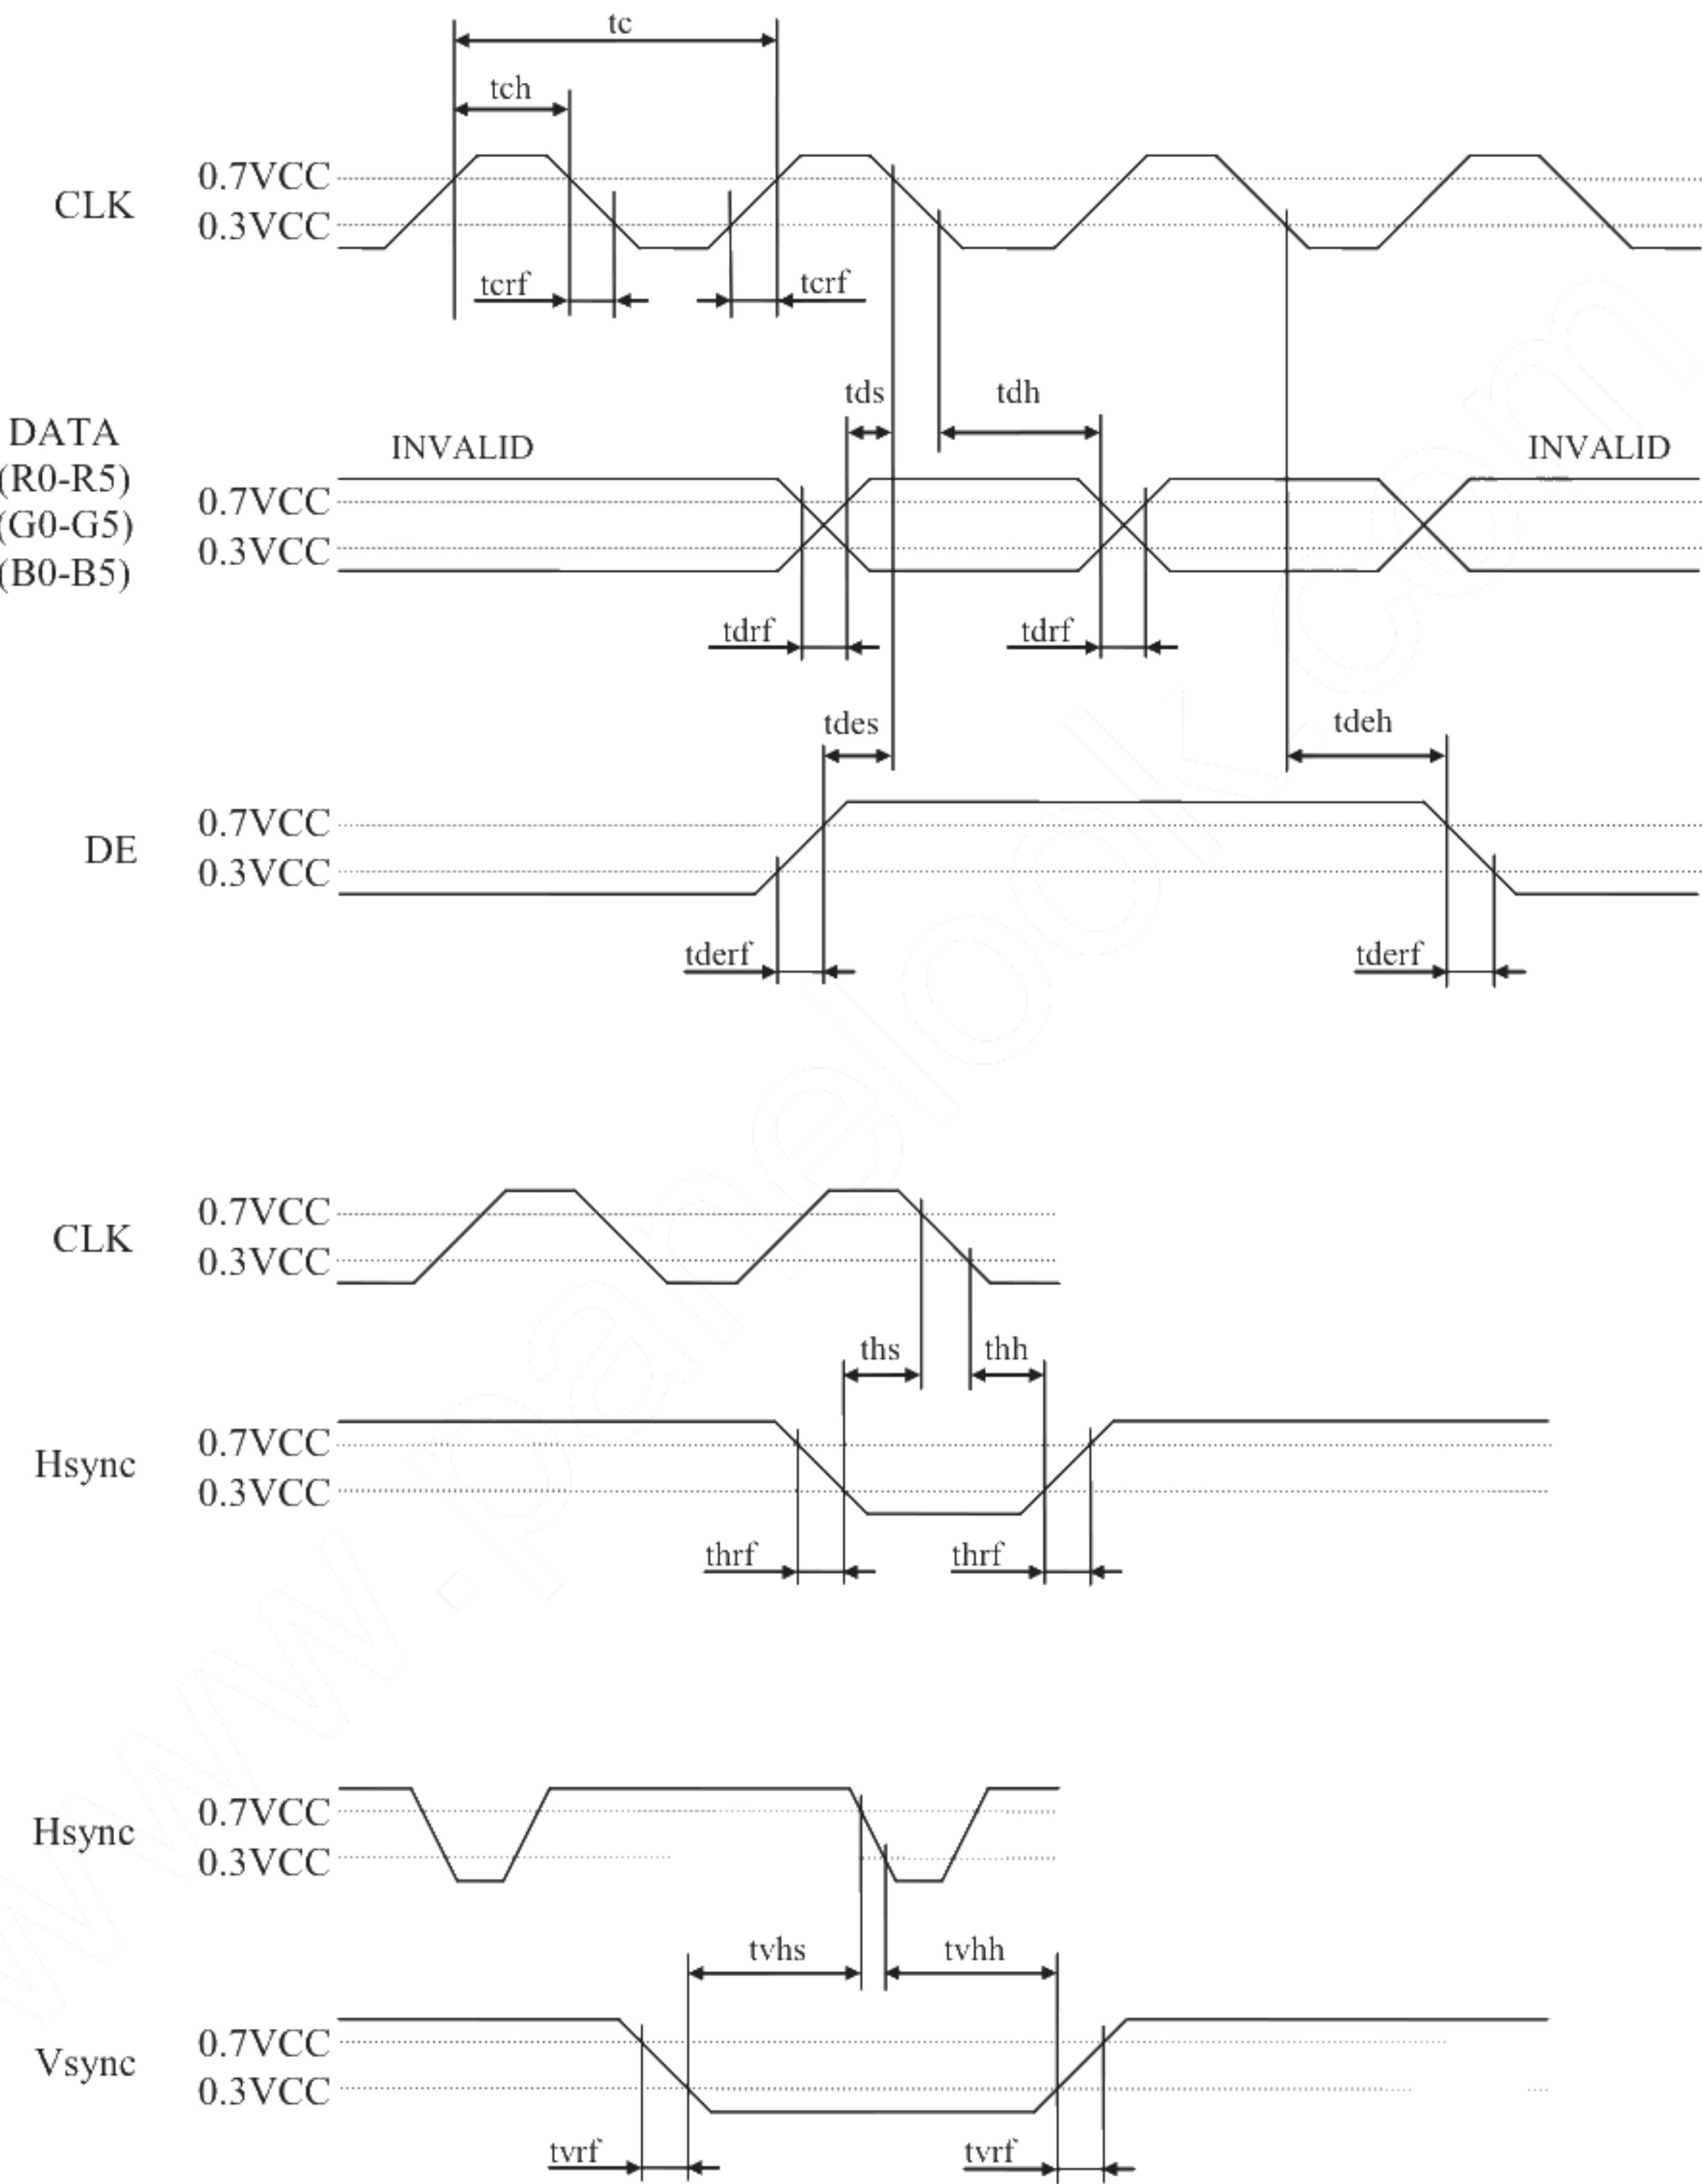 tc
tch
CLK
0.7VCC
0.3VCC
tcrf
tcrf
tds
tdh
DATA
(R0-R5)
(G0-G5)
(B0-B5)
INVALID
INVALID
0.7VCC
0.3VCC
tdrf
tdrf
tdes
tdeh
DE
0.7VCC
0.3VCC
tderf
tderf
CLK
0.7VCC
0.3VCC
ths
thh
Hsync
0.7VCC
0.3VCC
thrf
thrf
Hsync
0.7VCC
0.3VCC
tvhs
tvhh
Vsync
0.7VCC
0.3VCC
tvrf
tvrf
www.panelook.com